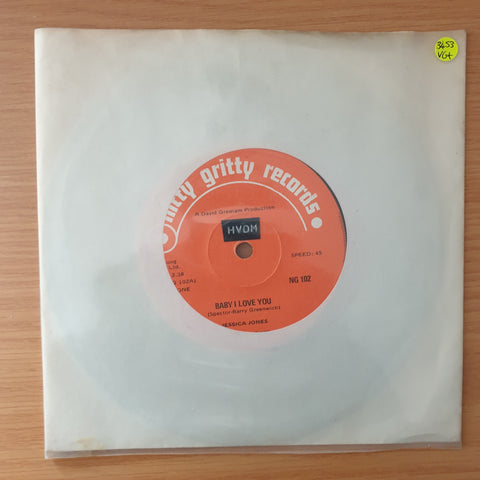 3453
VG+
nitty gritty records
A David Gresham Production
HVDM
SPEED: 45
Ltd.
NG 102
BABY I LOVE YOU
(Spector-Barry Greenwich)
JESSICA JONES